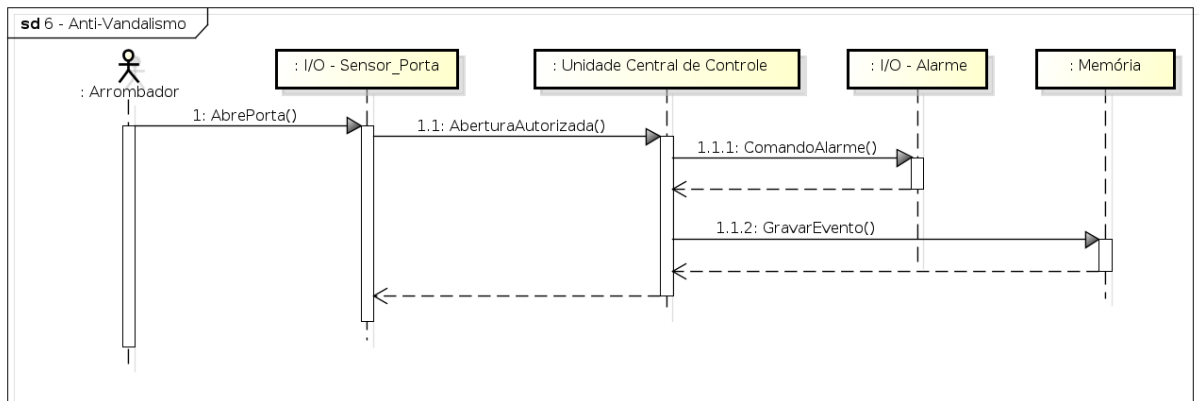 sd 6 - Anti-Vandalismo
: Arrombador
: I/O - Sensor_Porta
: Unidade Central de Controle
: I/O - Alarme
: Memória
1: AbrePorta()
1.1: AberturaAutorizada()
1.1.1: ComandoAlarme()
1.1.2: GravarEvento()